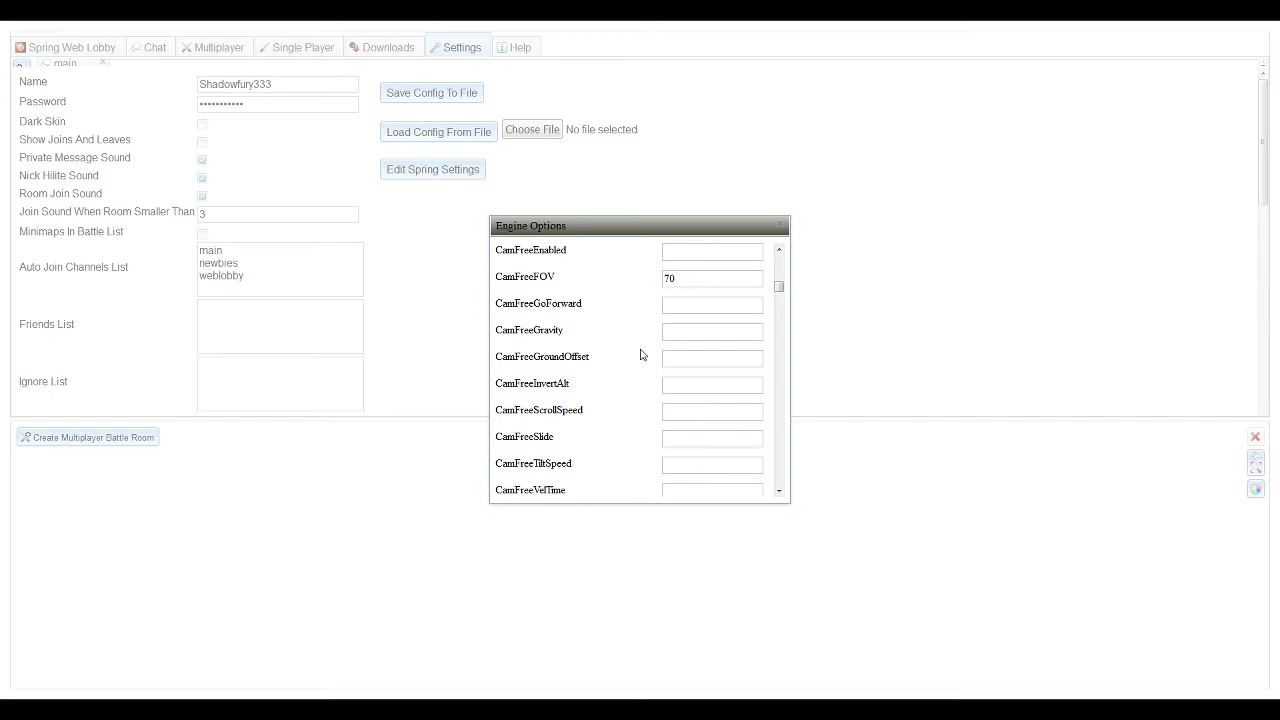 Spring Web Lobby Chat Multiplayer Single Player Downloads Settings Help
main
Name Shadowfury333
Password •••••••••••
Dark Skin
Show Joins And Leaves
Private Message Sound
Nick Hilite Sound
Room Join Sound
Join Sound When Room Smaller Than 3
Minimaps In Battle List
Auto Join Channels List
main
newbies
weblobby
Friends List
Ignore List
Save Config To File
Load Config From File Choose File No file selected
Edit Spring Settings
Engine Options
CamFreeEnabled
CamFreeFOV 70
CamFreeGoForward
CamFreeGravity
CamFreeGroundOffset
CamFreeInvertAlt
CamFreeScrollSpeed
CamFreeSlide
CamFreeTiltSpeed
CamFreeVelTime
Create Multiplayer Battle Room